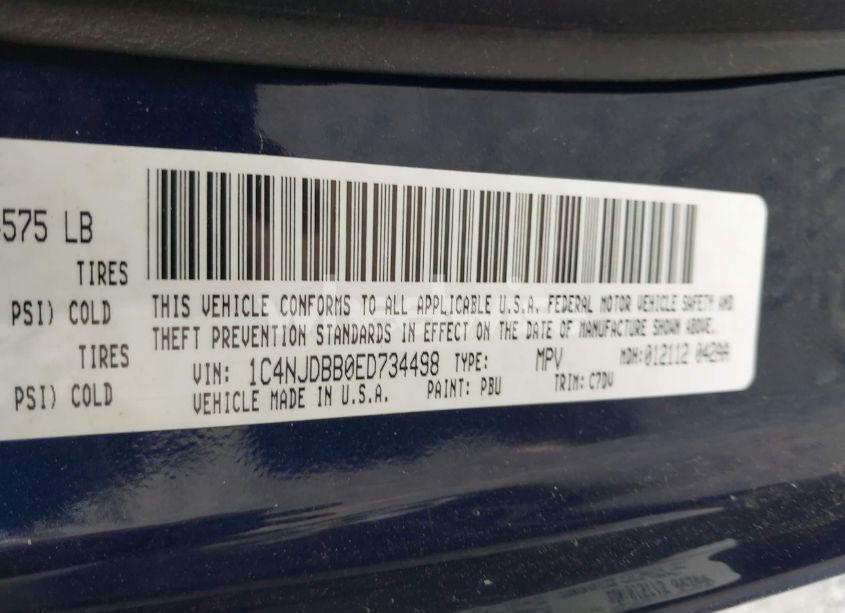 575 LB
TIRES
PSI) COLD
TIRES
PSI) COLD
THIS VEHICLE CONFORMS TO ALL APPLICABLE U.S.A. FEDERAL MOTOR VEHICLE SAFETY AND
THEFT PREVENTION STANDARDS IN EFFECT ON THE DATE OF MANUFACTURE SHOWN ABOVE.
VIN: 1C4NJDBB0ED734498 TYPE: MPV MDH:012112 042AA
VEHICLE MADE IN U.S.A. PAINT: PBU TRIM: C7DV